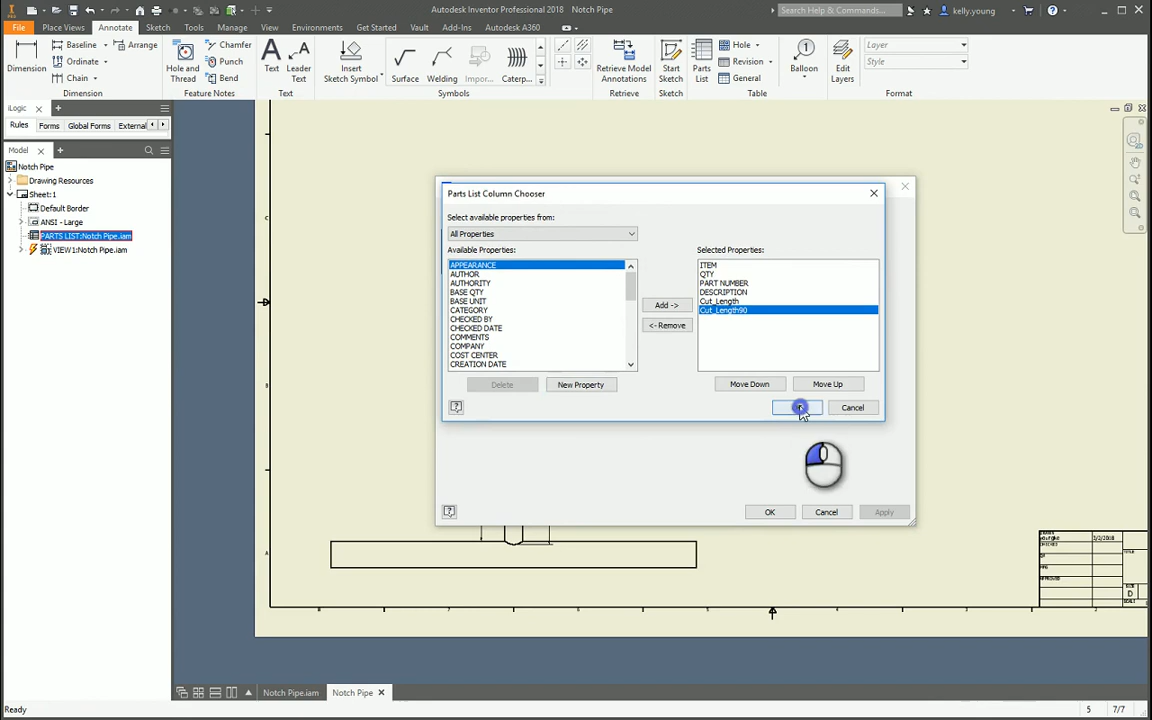 Autodesk Inventor Professional 2018   Notch Pipe
Search Help & Commands...
kelly.young
File Place Views Annotate Sketch Tools Manage View Environments Get Started Vault Add-Ins Autodesk A360
Dimension
Baseline
Ordinate
Chain
Arrange
Dimension
Hole and Thread
Chamfer
Punch
Bend
Feature Notes
Text
Leader Text
Text
Insert Sketch Symbol
Surface
Welding
Impor...
Caterp...
Symbols
Retrieve Model Annotations
Retrieve
Start Sketch
Sketch
Parts List
Hole
Revision
General
Table
Balloon
Edit Layers
Layer
Style
Format
iLogic
Rules Forms Global Forms External
Model
Notch Pipe
Drawing Resources
Sheet:1
Default Border
ANSI - Large
PARTS LIST:Notch Pipe.iam
VIEW1:Notch Pipe.iam
Parts List Column Chooser
Select available properties from:
All Properties
Available Properties:
APPEARANCE
AUTHOR
AUTHORITY
BASE QTY
BASE UNIT
CATEGORY
CHECKED BY
CHECKED DATE
COMMENTS
COMPANY
COST CENTER
CREATION DATE
Add ->
<- Remove
Selected Properties:
ITEM
QTY
PART NUMBER
DESCRIPTION
Cut_Length
Cut_Length90
Delete
New Property
Move Down
Move Up
Cancel
OK
Cancel
Apply
3/2/2018
TITLE
D
Notch Pipe.iam
Notch Pipe
Ready
5 7/7